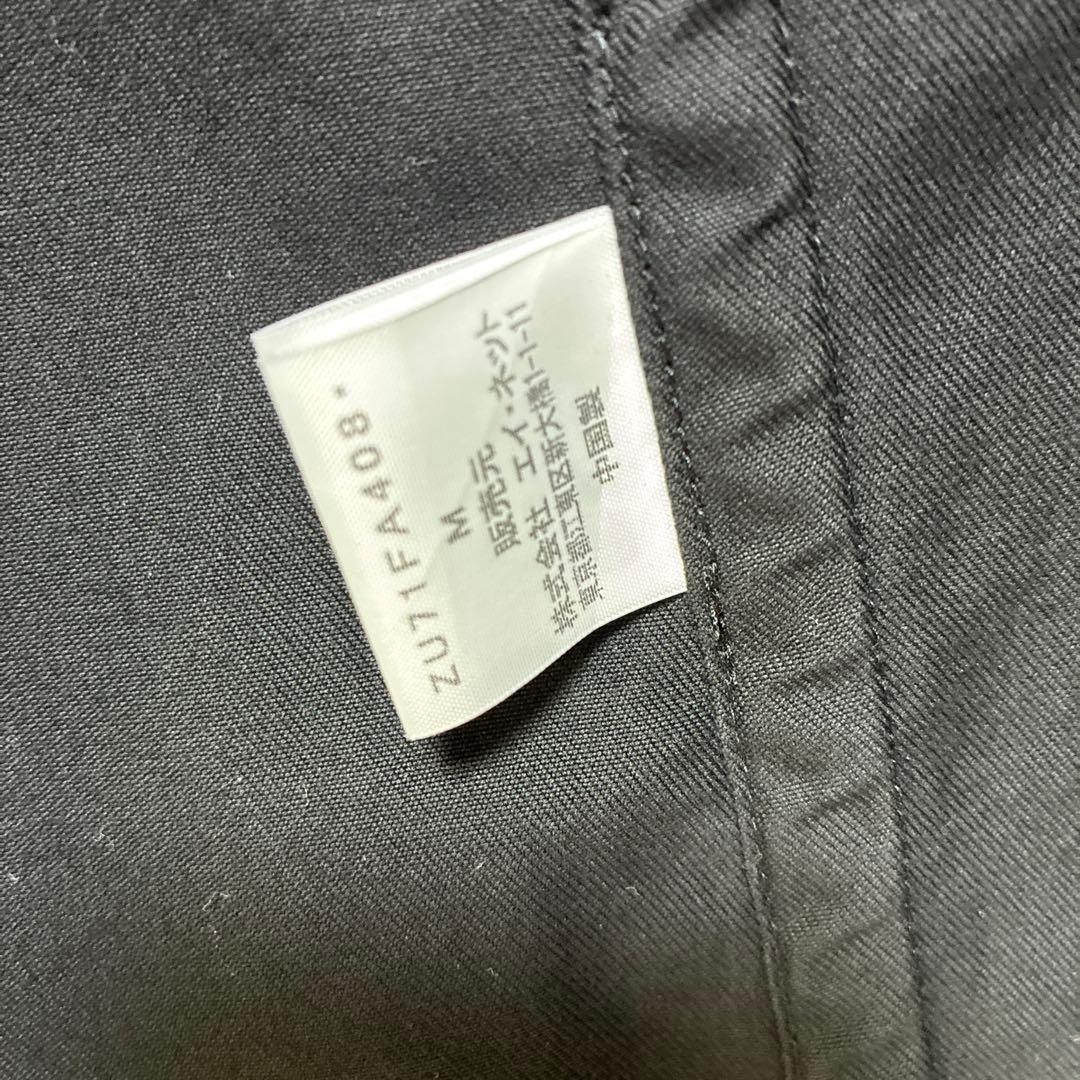 ZU71FA408*
M
販売元
株式会社 エイ・ネット
東京都江東区新大橋1-1-11
中国製